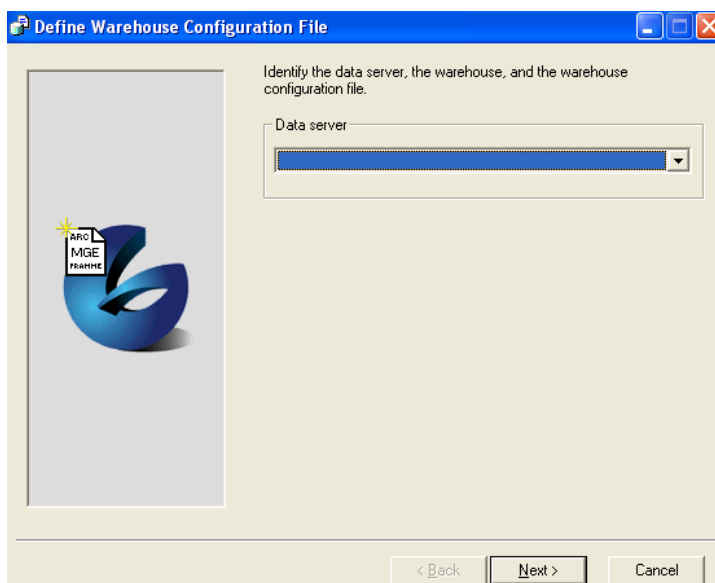 Define Warehouse Configuration File
Identify the data server, the warehouse, and the warehouse
configuration file.
Data server
ARC
MGE
FRAMME
< Back
Next >
Cancel